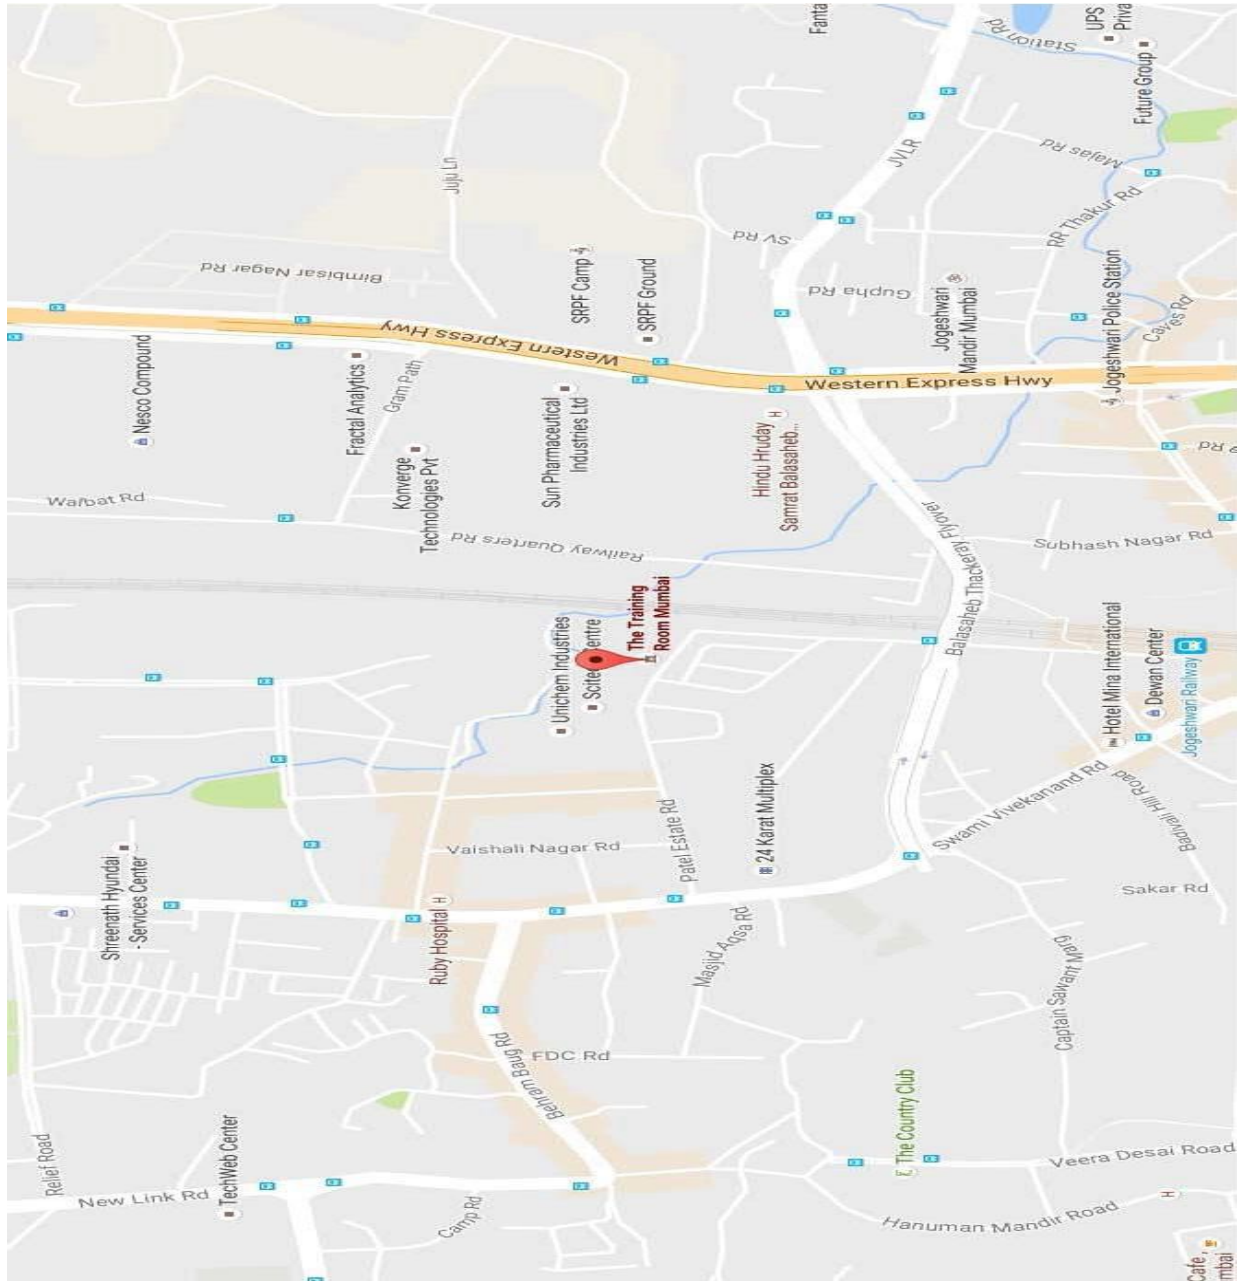 Fanta
Station Rd
UPS
Priva
Future Group
JVLR
Majas Rd
Juju Ln
RR Thakur Rd
SV Rd
Bimbisar Nagar Rd
SRPF Camp
SRPF Ground
Gupha Rd
Jogeshwari
Mandir Mumbai
Jogeshwari Police Station
Caves Rd
Western Express Hwy
Western Express Hwy
Nesco Compound
Fractal Analytics
Gram Path
Sun Pharmaceutical
Industries Ltd
Hindu Hruday
Samrat Balasaheb...
Konverge
Technologies Pvt
Walbat Rd
Railway Quarters Rd
Subhash Nagar Rd
Balasaheb Thackeray Flyover
The Training
Room Mumbai
Unichem Industries
Scitec Centre
Hotel Mina International
Dewan Center
Jogeshwari Railway
Swami Vivekanand Rd
Badvai Hill Road
Patel Estate Rd
24 Karat Multiplex
Vaishali Nagar Rd
Shreenath Hyundai
- Services Center
Ruby Hospital
Sakar Rd
Masjid Aqsa Rd
Captain Sawant Marg
FDC Rd
Behram Baug Rd
The Country Club
Veera Desai Road
Relief Road
TechWeb Center
New Link Rd
Camp Rd
Hanuman Mandir Road
Cafe,
mbai